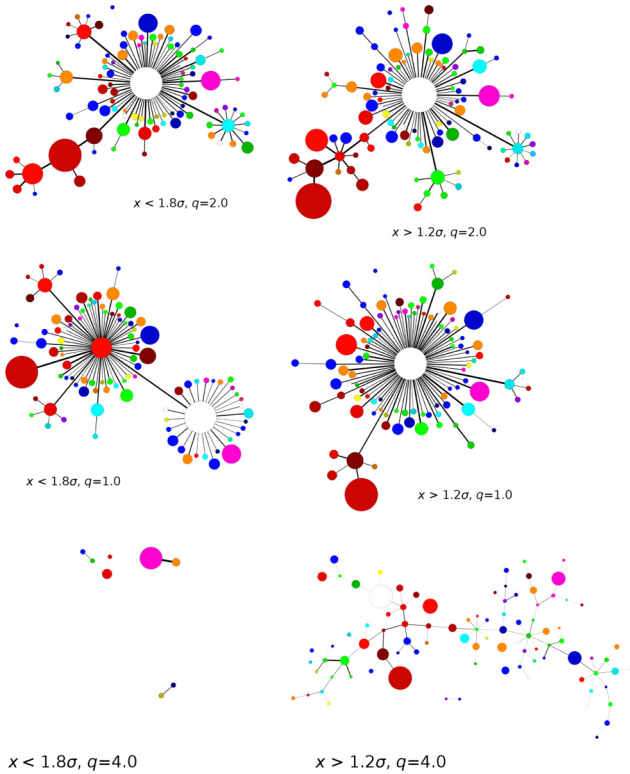 x < 1.8σ, q=2.0
x > 1.2σ, q=2.0
x < 1.8σ, q=1.0
x > 1.2σ, q=1.0
x < 1.8σ, q=4.0
x > 1.2σ, q=4.0